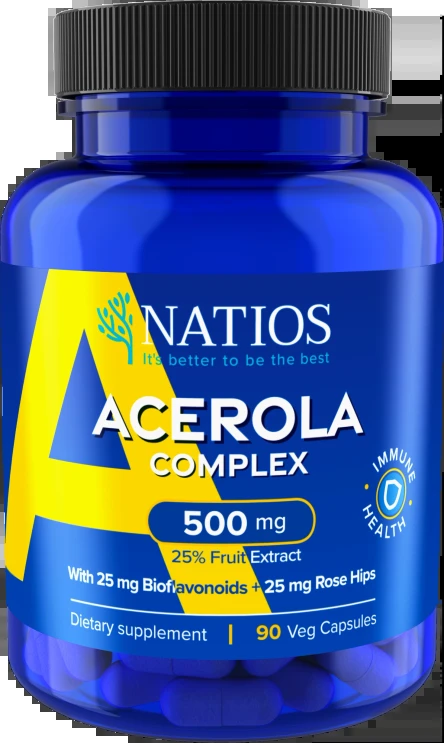 NATIOS
It's better to be the best
ACEROLA
COMPLEX
IMMUNE
HEALTH
500 mg
25% Fruit Extract
With 25 mg Bioflavonoids + 25 mg Rose Hips
Dietary supplement | 90 Veg Capsules